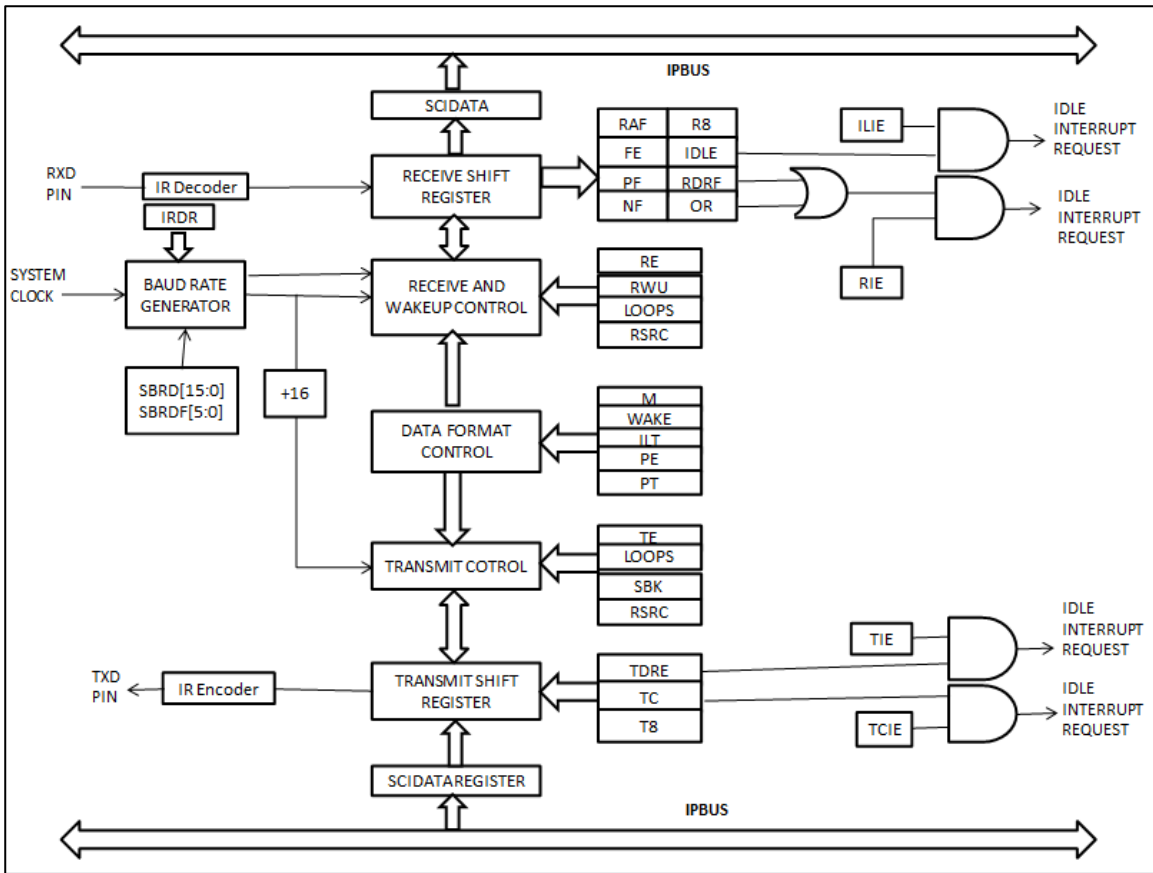 IPBUS
SCIDATA
RAF
R8
FE
IDLE
PF
RDRF
NF
OR
ILIE
IDLE
INTERRUPT
REQUEST
RXD
PIN
IR Decoder
RECEIVE SHIFT
REGISTER
IRDR
IDLE
INTERRUPT
REQUEST
RIE
SYSTEM
CLOCK
BAUD RATE
GENERATOR
RECEIVE AND
WAKEUP CONTROL
RE
RWU
LOOPS
RSRC
SBRD[15:0]
SBRDF[5:0]
+16
DATA FORMAT
CONTROL
M
WAKE
ILT
PE
PT
TRANSMIT COTROL
TE
LOOPS
SBK
RSRC
TIE
IDLE
INTERRUPT
REQUEST
TXD
PIN
IR Encoder
TRANSMIT SHIFT
REGISTER
TDRE
TC
T8
TCIE
IDLE
INTERRUPT
REQUEST
SCIDATAREGISTER
IPBUS